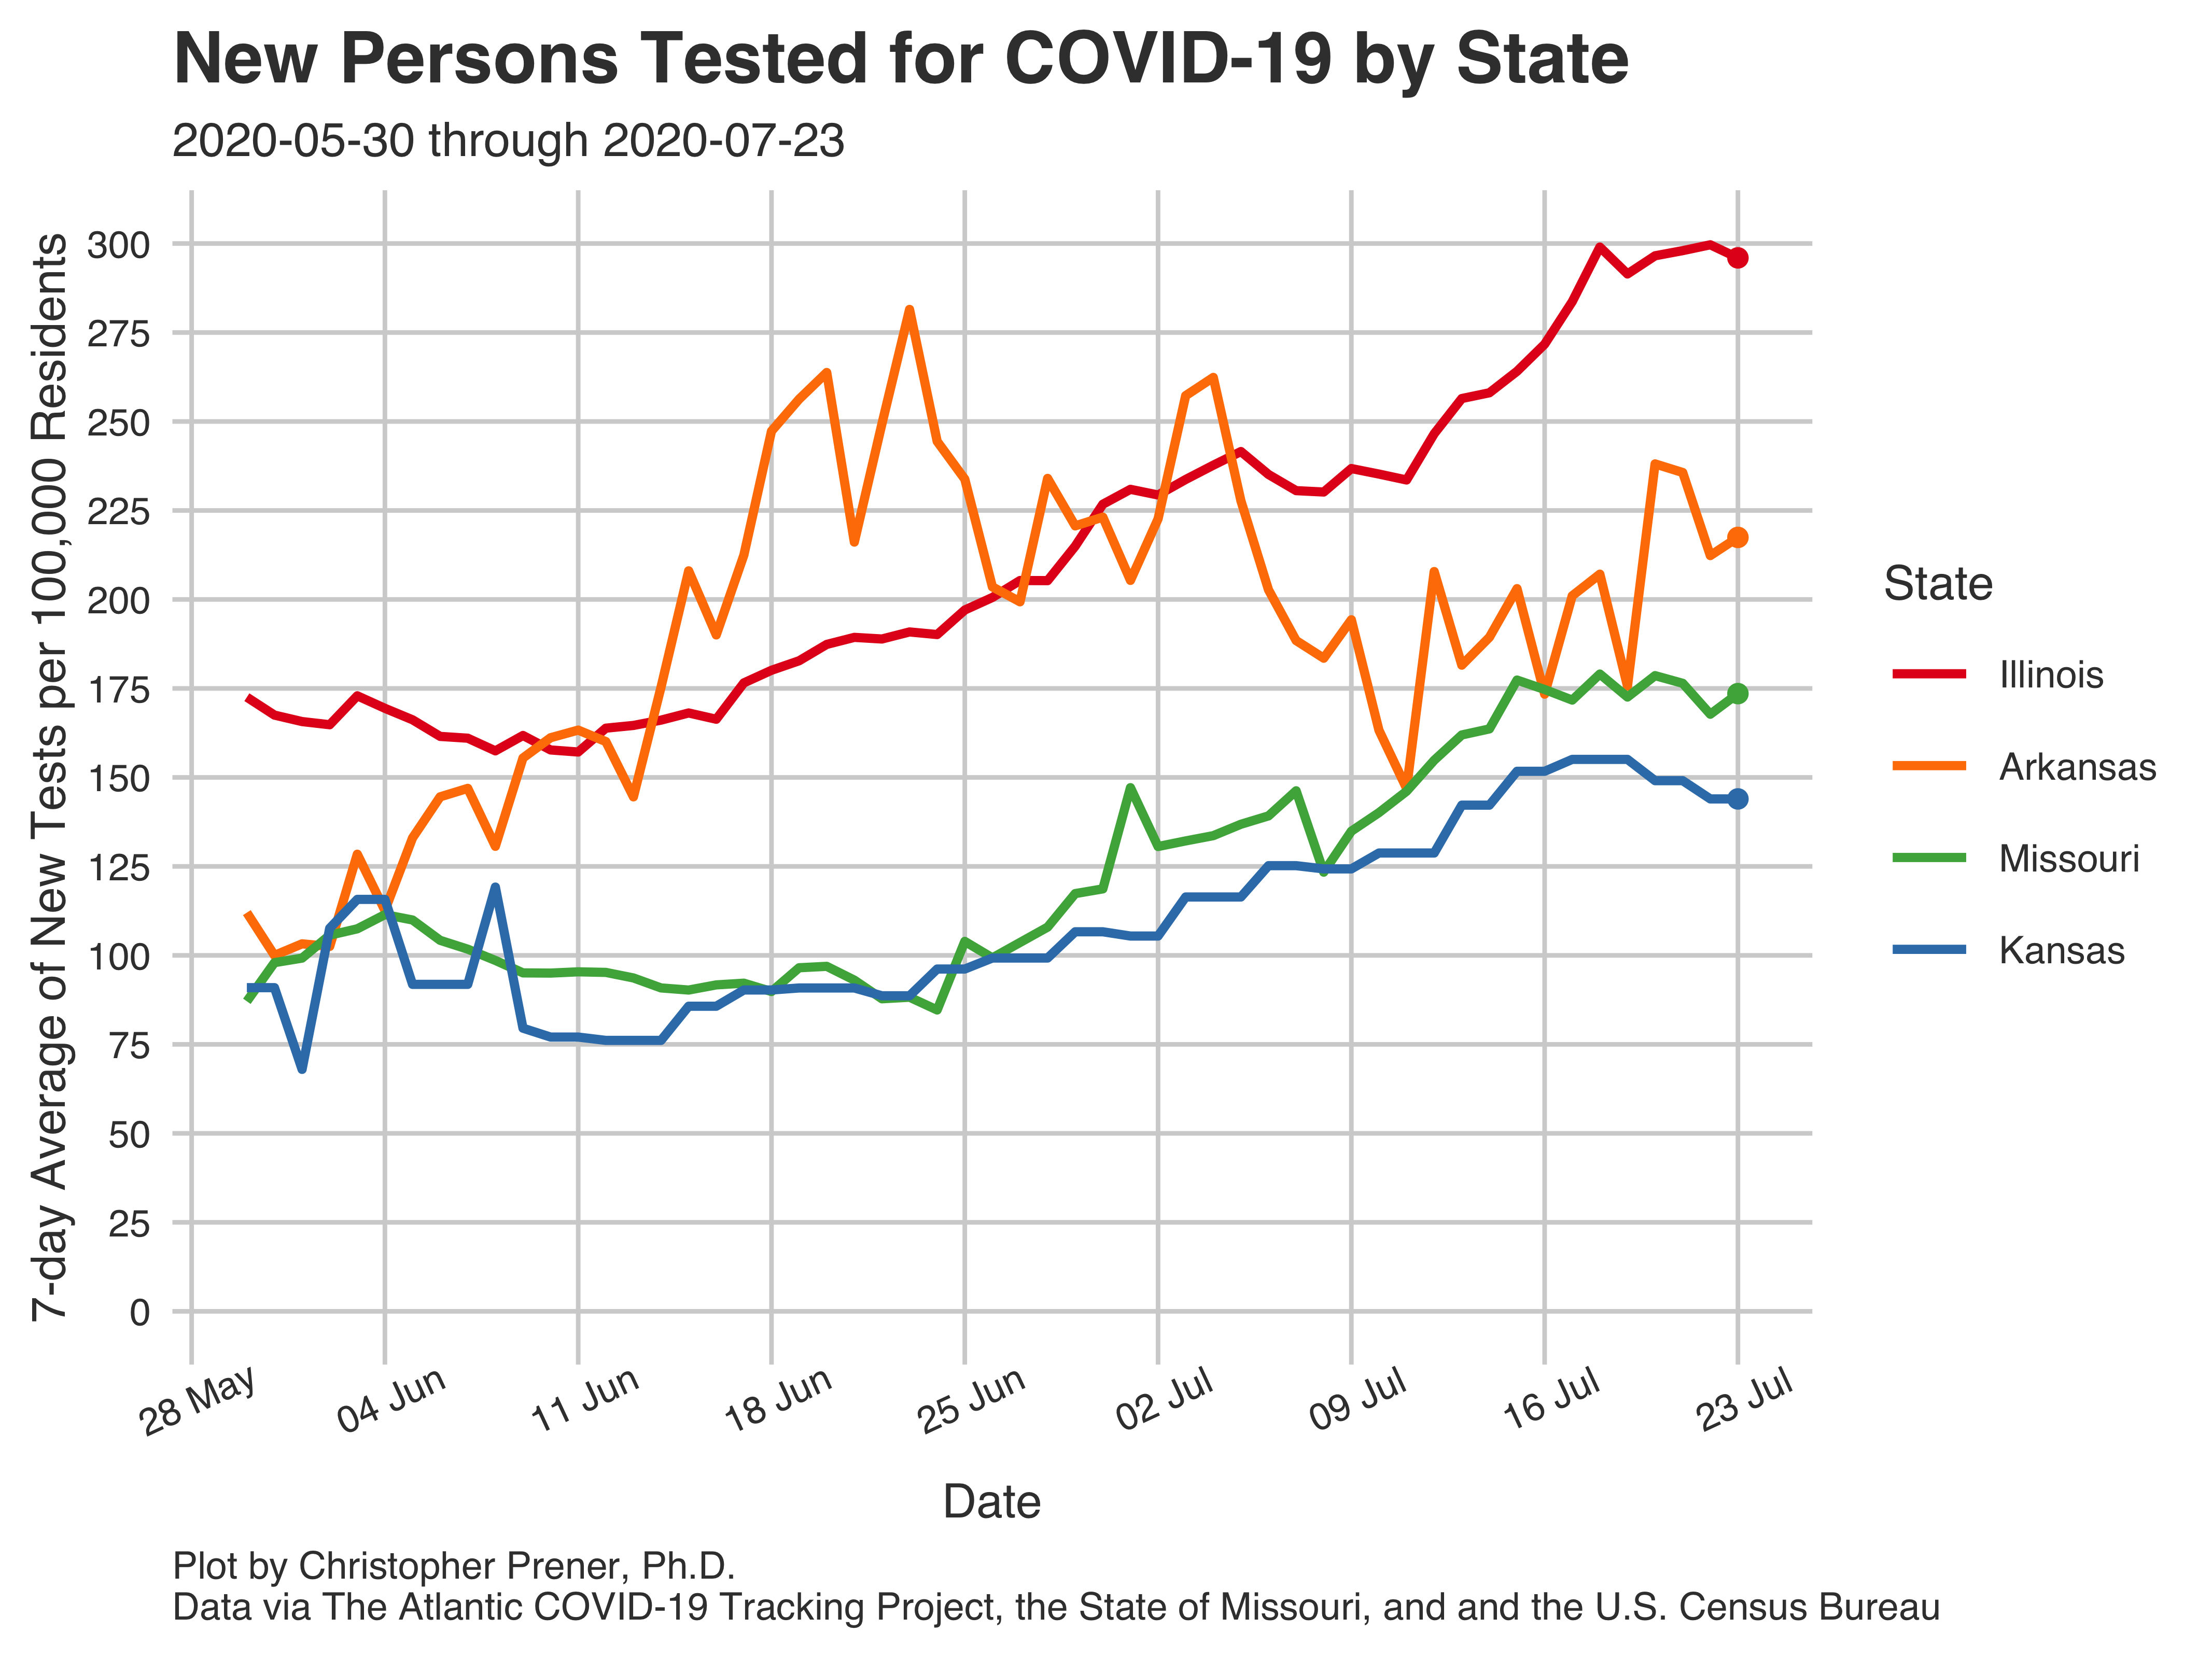 New Persons Tested for COVID-19 by State
2020-05-30 through 2020-07-23
7-day Average of New Tests per 100,000 Residents
300
275
250
225
200
175
150
125
100
75
50
25
0
28 May
04 Jun
11 Jun
18 Jun
25 Jun
02 Jul
09 Jul
16 Jul
23 Jul
Date
State
Illinois
Arkansas
Missouri
Kansas
Plot by Christopher Prener, Ph.D.
Data via The Atlantic COVID-19 Tracking Project, the State of Missouri, and and the U.S. Census Bureau